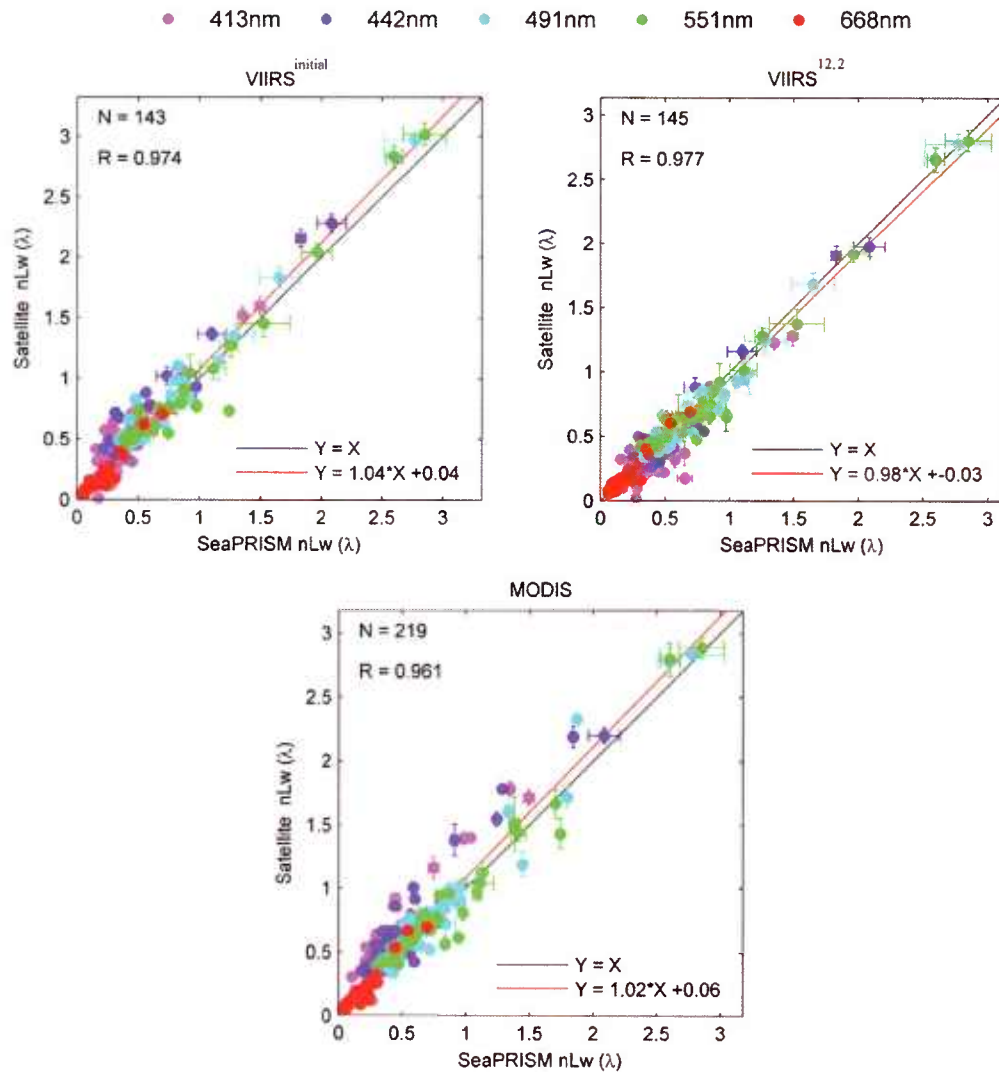 413nm 442nm 491nm 551nm 668nm
VIIRS initial
N = 143
R = 0.974
3
2.5
2
1.5
1
0.5
0
Satellite nLw (λ)
Y = X
Y = 1.04*X +0.04
0 0.5 1 1.5 2 2.5 3
SeaPRISM nLw (λ)
VIIRS 12,2
N = 145
R = 0.977
3
2.5
2
1.5
1
0.5
0
Satellite nLw (λ)
Y = X
Y = 0.98*X +-0.03
0 0.5 1 1.5 2 2.5 3
SeaPRISM nLw (λ)
MODIS
N = 219
R = 0.961
3
2.5
2
1.5
1
0.5
0
Satellite nLw (λ)
Y = X
Y = 1.02*X +0.06
0 0.5 1 1.5 2 2.5 3
SeaPRISM nLw (λ)